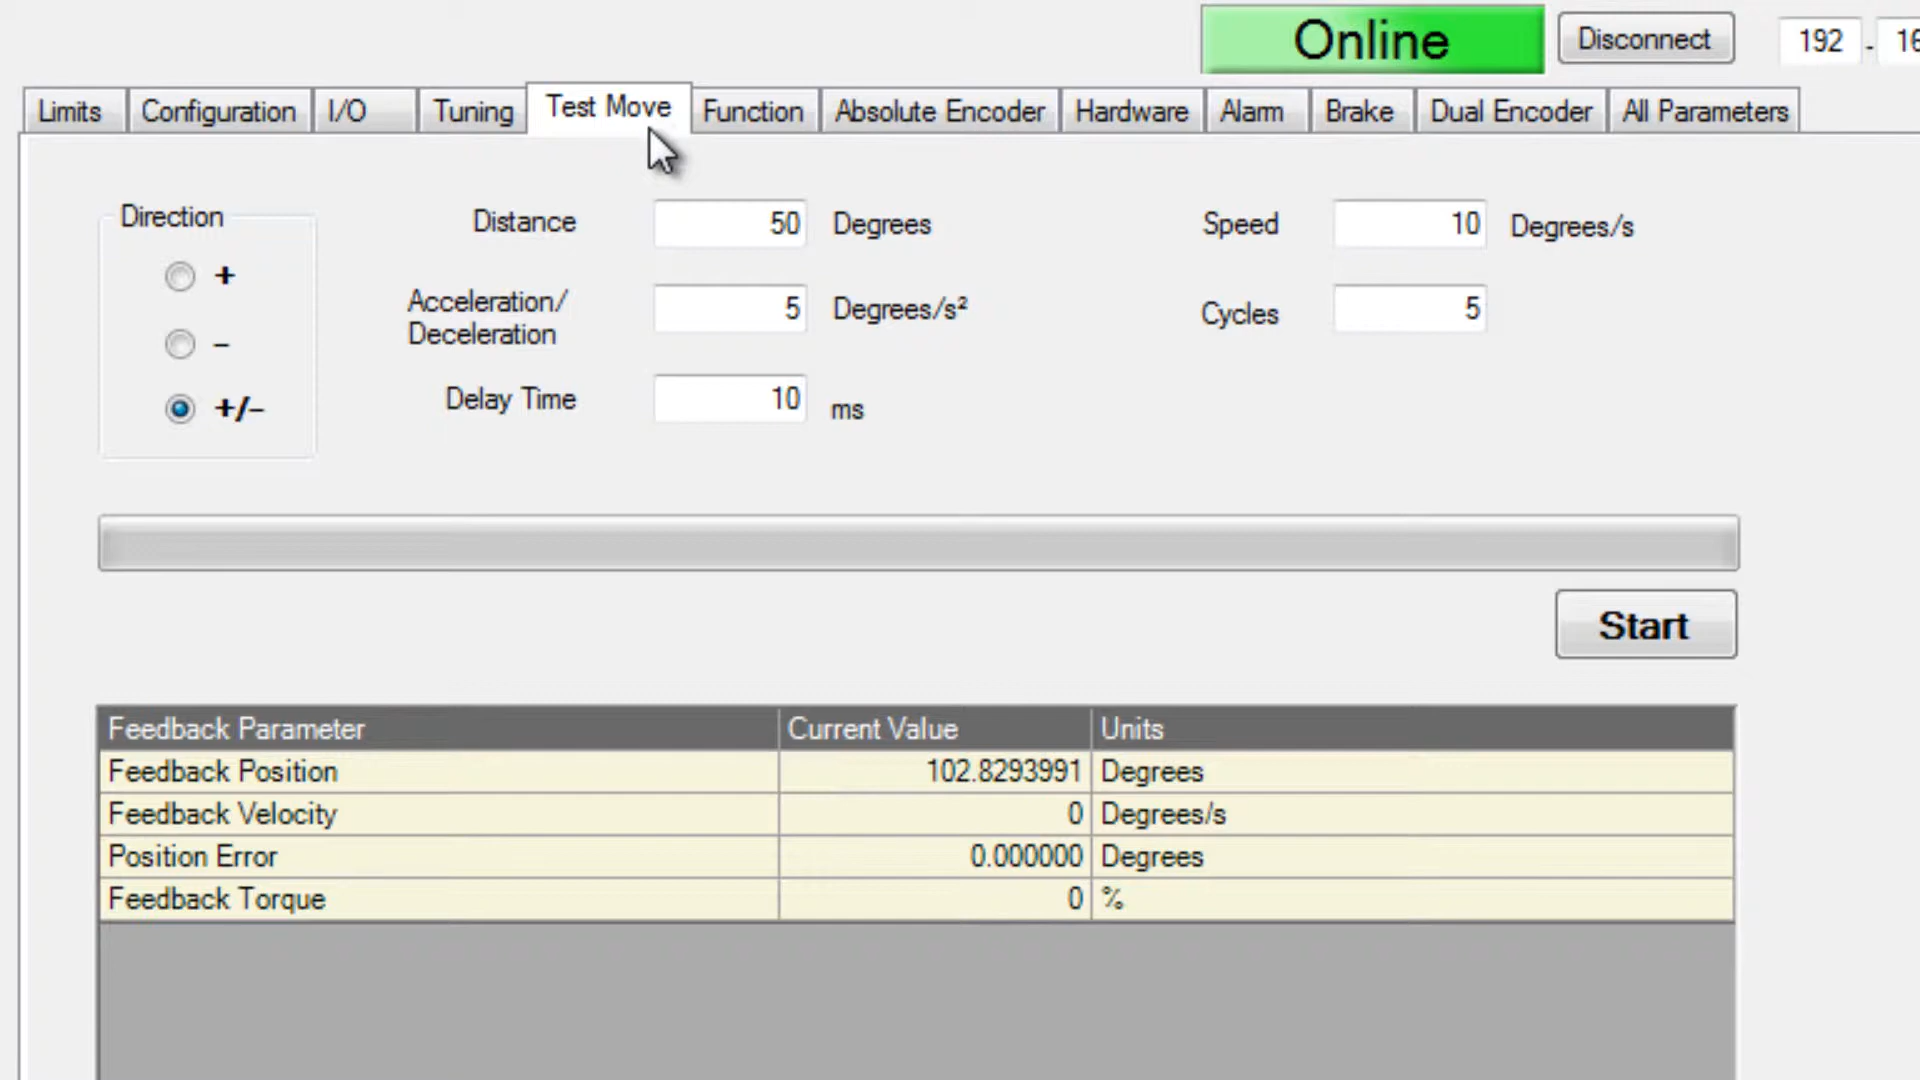 Online Disconnect 192 . 16
Limits Configuration I/O Tuning Test Move Function Absolute Encoder Hardware Alarm Brake Dual Encoder All Parameters
Direction
+
−
+/−
Distance 50 Degrees Speed 10 Degrees/s
Acceleration/
Deceleration 5 Degrees/s² Cycles 5
Delay Time 10 ms
Start
Feedback Parameter Current Value Units
Feedback Position 102.8293991 Degrees
Feedback Velocity 0 Degrees/s
Position Error 0.000000 Degrees
Feedback Torque 0 %